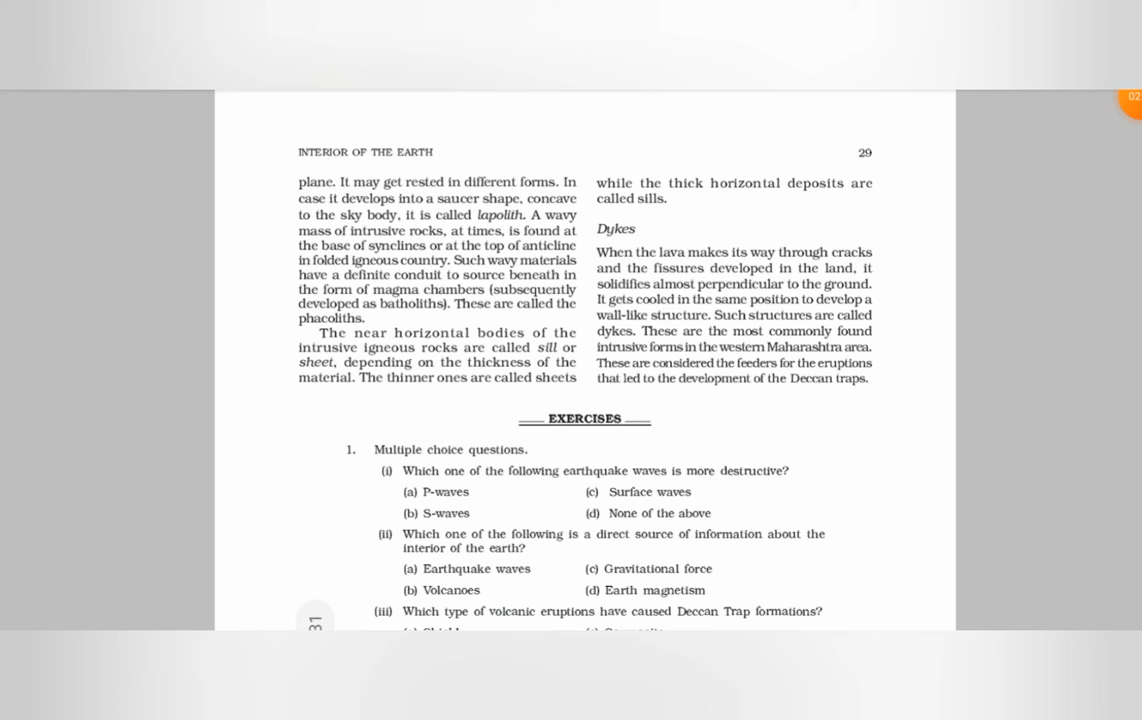 02
INTERIOR OF THE EARTH
29
plane. It may get rested in different forms. In
case it develops into a saucer shape, concave
to the sky body, it is called lapolith. A wavy
mass of intrusive rocks, at times, is found at
the base of synclines or at the top of anticline
in folded igneous country. Such wavy materials
have a definite conduit to source beneath in
the form of magma chambers (subsequently
developed as batholiths). These are called the
phacoliths.
The near horizontal bodies of the
intrusive igneous rocks are called sill or
sheet, depending on the thickness of the
material. The thinner ones are called sheets
while the thick horizontal deposits are
called sills.
Dykes
When the lava makes its way through cracks
and the fissures developed in the land, it
solidifies almost perpendicular to the ground.
It gets cooled in the same position to develop a
wall-like structure. Such structures are called
dykes. These are the most commonly found
intrusive forms in the western Maharashtra area.
These are considered the feeders for the eruptions
that led to the development of the Deccan traps.
EXERCISES
1. Multiple choice questions.
(i) Which one of the following earthquake waves is more destructive?
(a) P-waves (c) Surface waves
(b) S-waves (d) None of the above
(ii) Which one of the following is a direct source of information about the
interior of the earth?
(a) Earthquake waves (c) Gravitational force
(b) Volcanoes (d) Earth magnetism
(iii) Which type of volcanic eruptions have caused Deccan Trap formations?